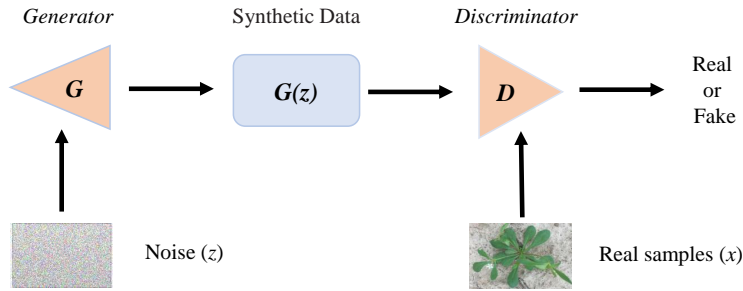 Generator
Synthetic Data
Discriminator
G
G(z)
D
Real
or
Fake
Noise (z)
Real samples (x)